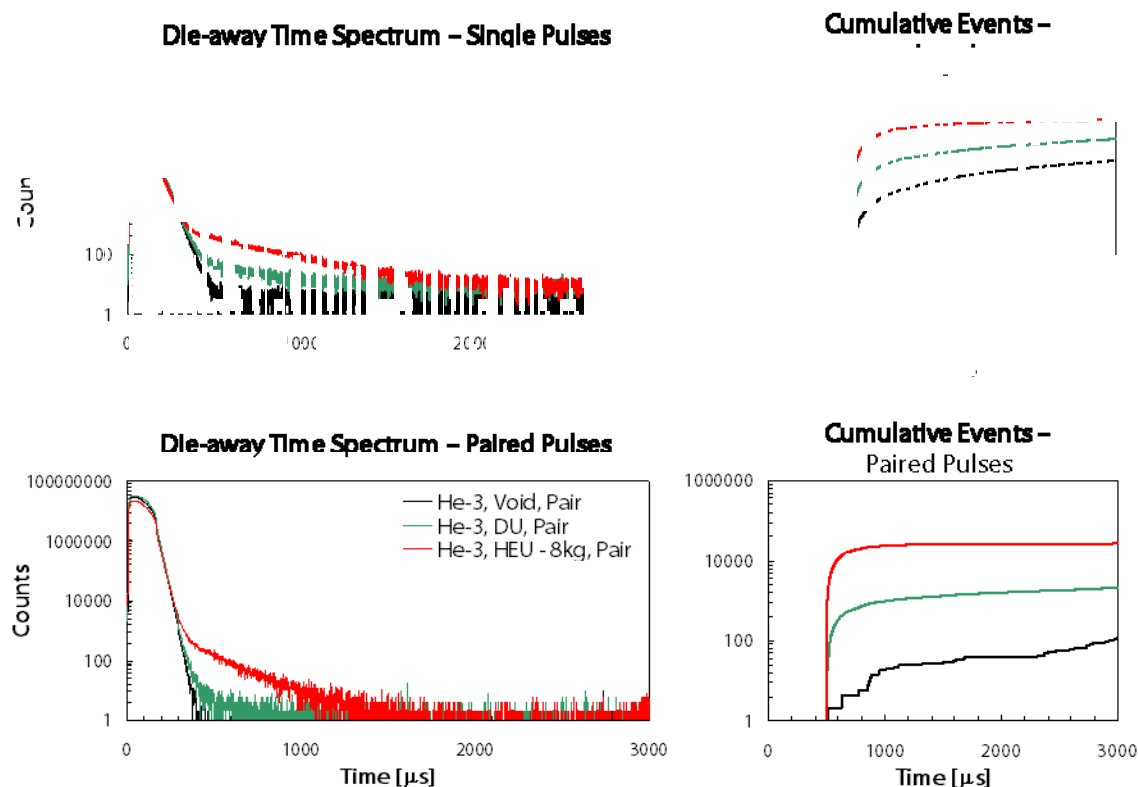 Die-away Time Spectrum – Single Pulses
Cumulative Events –
100
1
0
1000
Die-away Time Spectrum – Paired Pulses
Cumulative Events –
Paired Pulses
100000000
1000000
10000
100
1
Counts
He-3, Void, Pair
He-3, DU, Pair
He-3, HEU - 8kg, Pair
0
1000
2000
3000
Time [µs]
1000000
10000
100
1
0
1000
2000
3000
Time [µs]